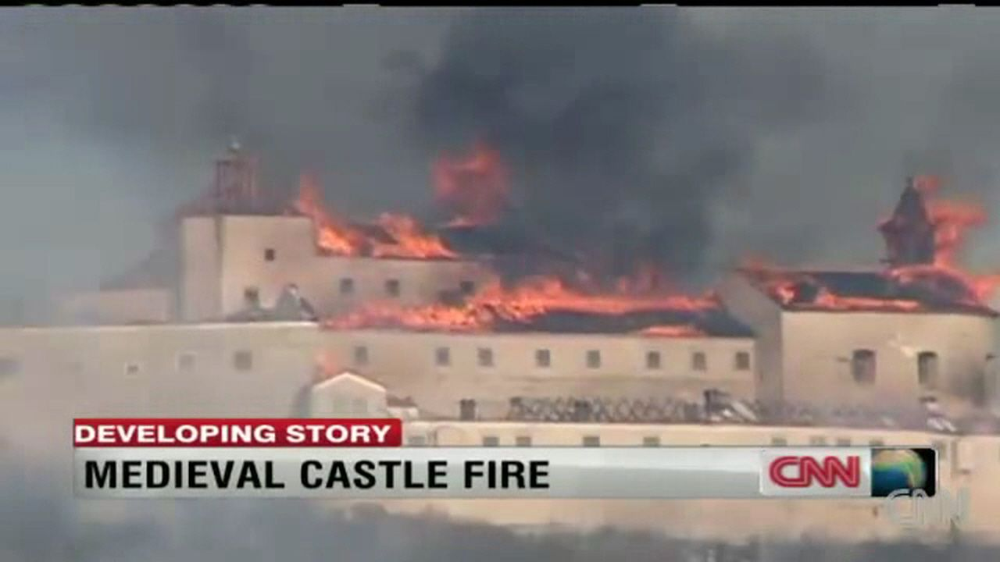 DEVELOPING STORY
MEDIEVAL CASTLE FIRE
CNN
CNN